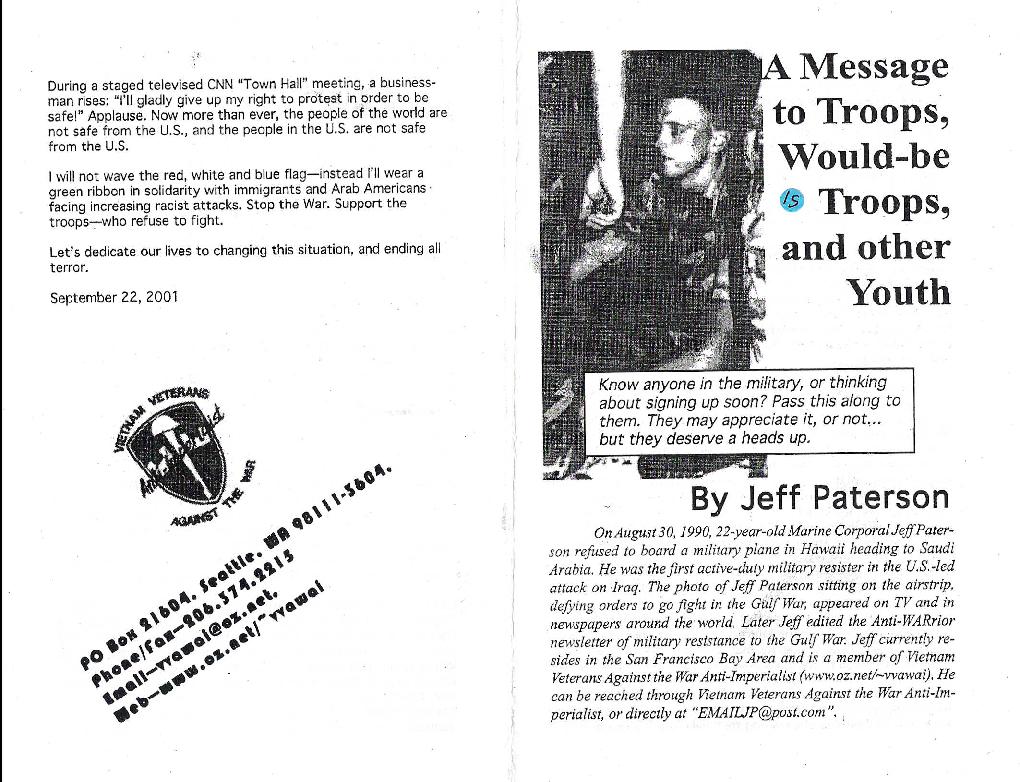 During a staged televised CNN “Town Hall” meeting, a business-
man rises: “I’ll gladly give up my right to protest in order to be
safe!” Applause. Now more than ever, the people of the world are
not safe from the U.S., and the people in the U.S. are not safe
from the U.S.
I will not wave the red, white and blue flag—instead I’ll wear a
green ribbon in solidarity with immigrants and Arab Americans
facing increasing racist attacks. Stop the War. Support the
troops—who refuse to fight.
Let’s dedicate our lives to changing this situation, and ending all
terror.
September 22, 2001
VIETNAM VETERANS
Anti-Imperialist
AGAINST THE WAR
PO Box 21604, Seattle, WA 98111-3604.
Phone/Fax—206.374.2215
Email—vvawai@oz.net,
Web—www.oz.net/~vvawai
A Message
to Troops,
Would-be
Is Troops,
and other
Youth
Know anyone in the military, or thinking
about signing up soon? Pass this along to
them. They may appreciate it, or not...
but they deserve a heads up.
By Jeff Paterson
On August 30, 1990, 22-year-old Marine Corporal Jeff Pater-
son refused to board a military plane in Hawaii heading to Saudi
Arabia. He was the first active-duty military resister in the U.S.-led
attack on Iraq. The photo of Jeff Paterson sitting on the airstrip,
defying orders to go fight in the Gulf War, appeared on TV and in
newspapers around the world. Later Jeff edited the Anti-WARrior
newsletter of military resistance to the Gulf War. Jeff currently re-
sides in the San Francisco Bay Area and is a member of Vietnam
Veterans Against the War Anti-Imperialist (www.oz.net/~vvawai). He
can be reached through Vietnam Veterans Against the War Anti-Im-
perialist, or directly at “EMAILJP@post.com”.